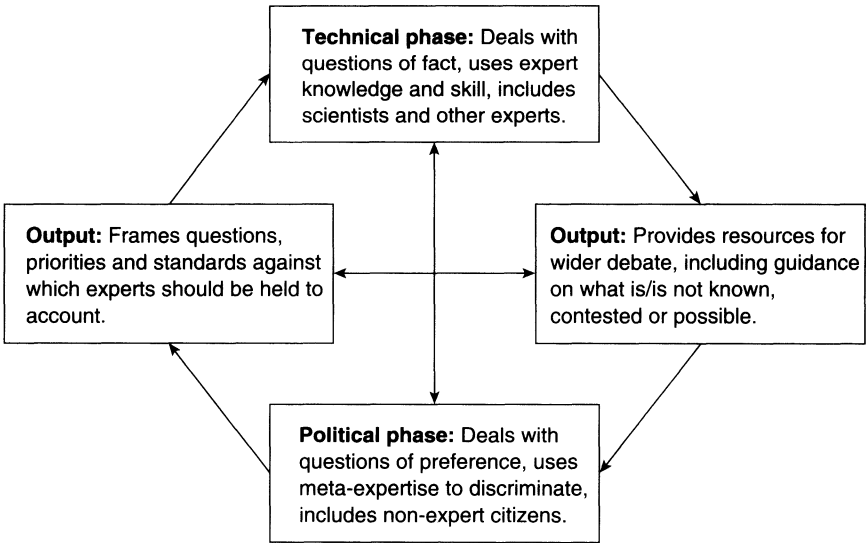 Technical phase: Deals with
questions of fact, uses expert
knowledge and skill, includes
scientists and other experts.
Output: Frames questions,
priorities and standards against
which experts should be held to
account.
Output: Provides resources for
wider debate, including guidance
on what is/is not known,
contested or possible.
Political phase: Deals with
questions of preference, uses
meta-expertise to discriminate,
includes non-expert citizens.